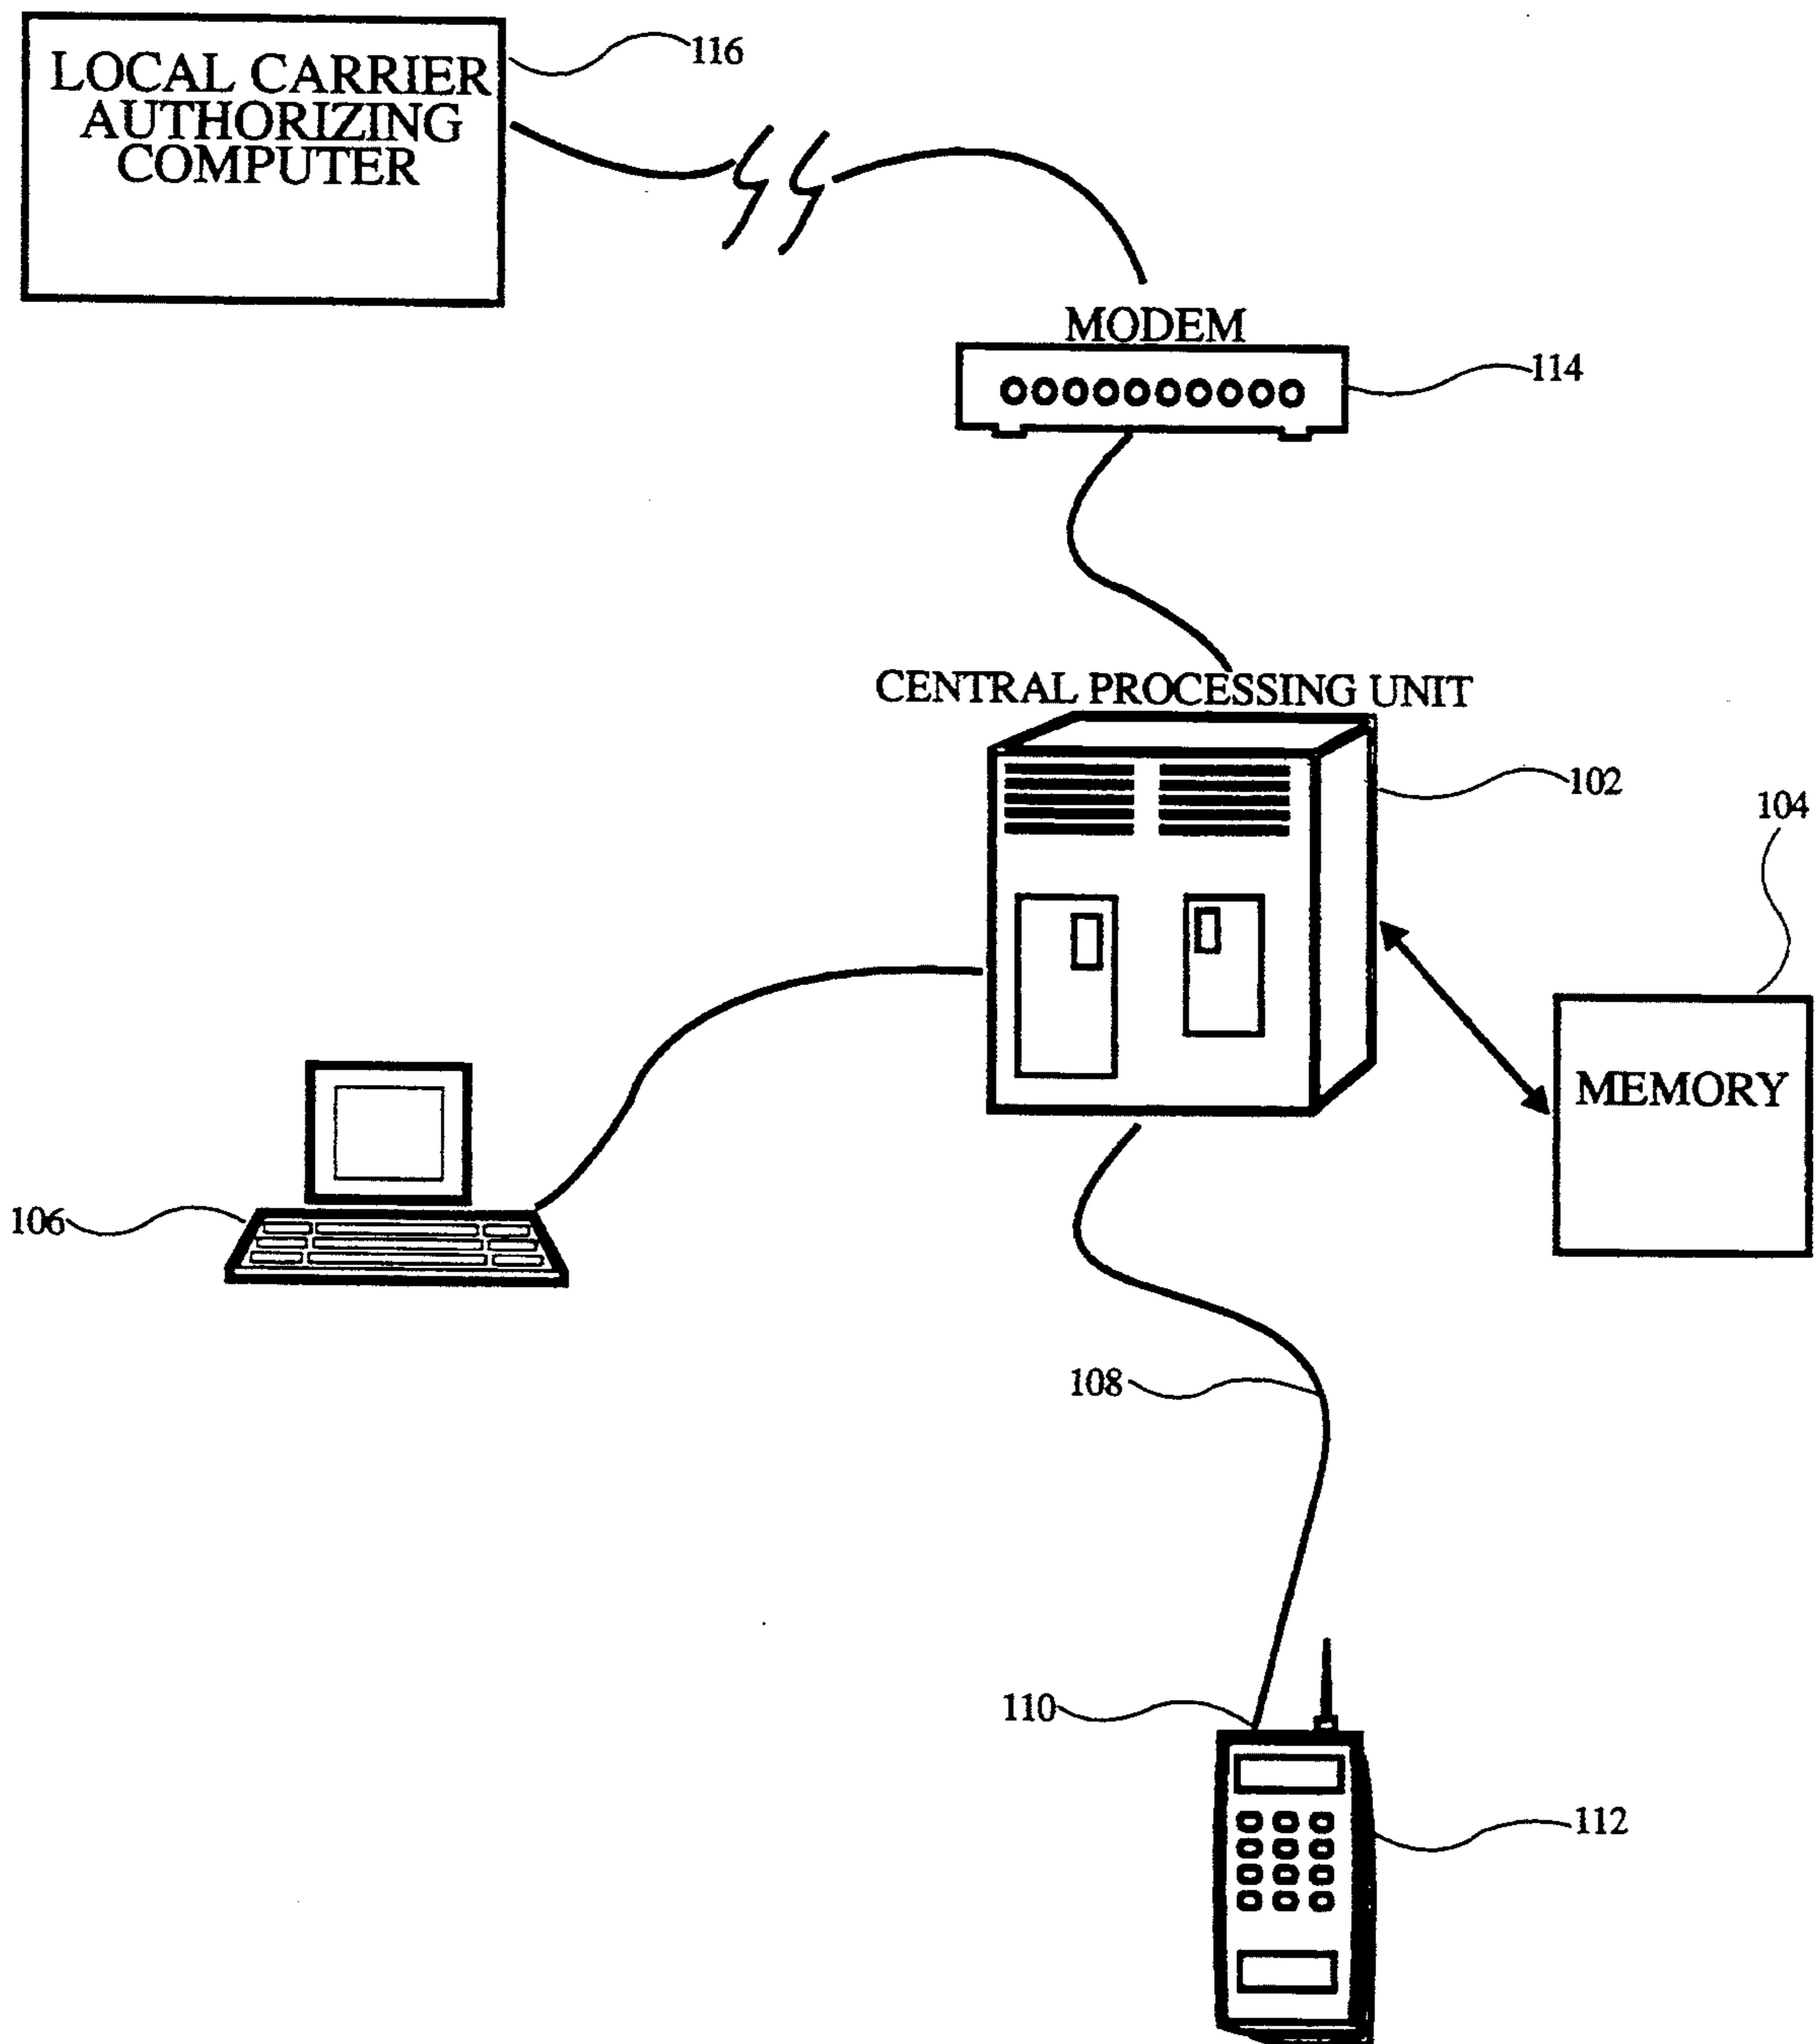 LOCAL CARRIER
AUTHORIZING
COMPUTER
116
MODEM
114
CENTRAL PROCESSING UNIT
102
104
MEMORY
106
108
110
112